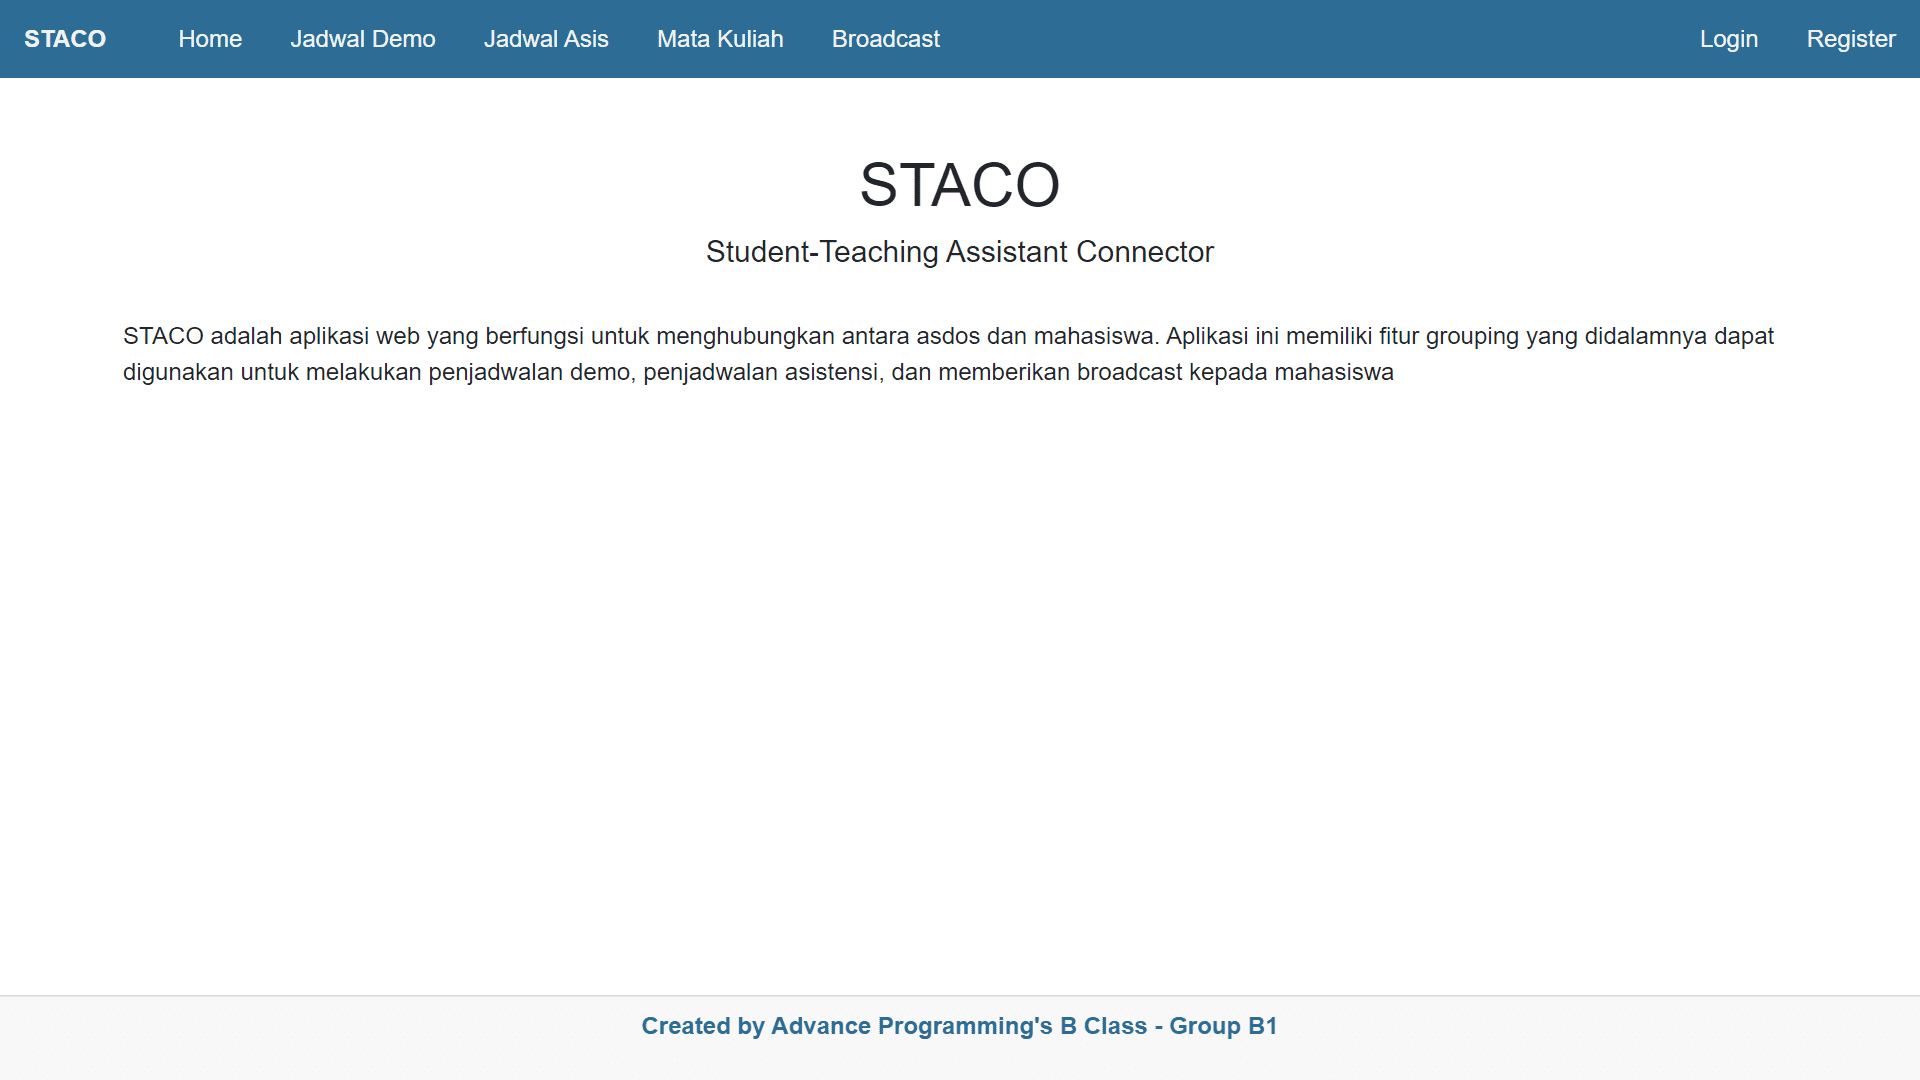 STACO Home Jadwal Demo Jadwal Asis Mata Kuliah Broadcast Login Register
STACO
Student-Teaching Assistant Connector
STACO adalah aplikasi web yang berfungsi untuk menghubungkan antara asdos dan mahasiswa. Aplikasi ini memiliki fitur grouping yang didalamnya dapat
digunakan untuk melakukan penjadwalan demo, penjadwalan asistensi, dan memberikan broadcast kepada mahasiswa
Created by Advance Programming's B Class - Group B1